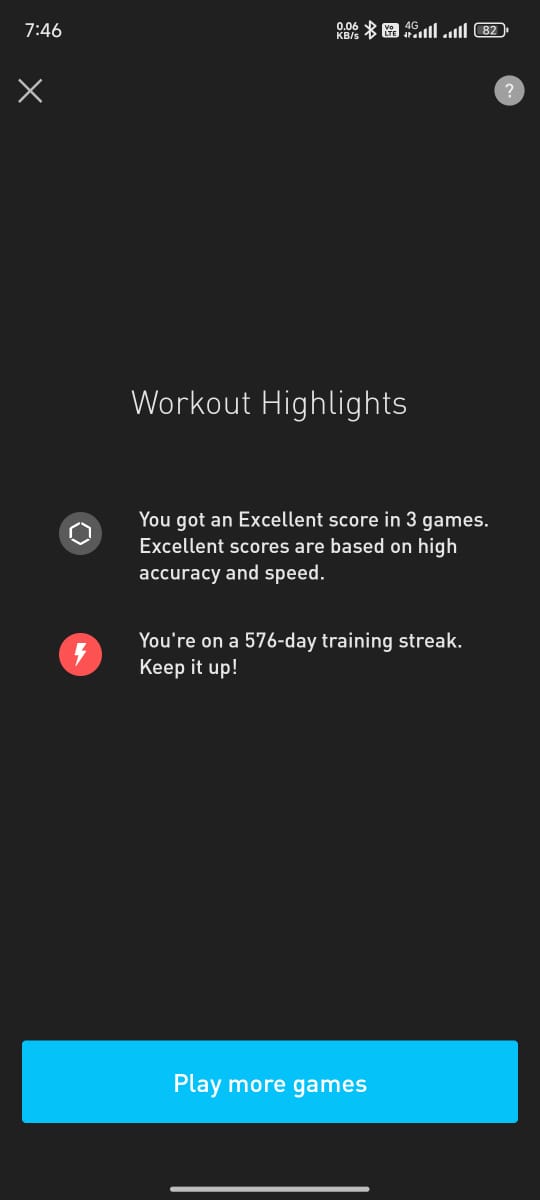 7:46
0.06
KB/s
Vo
LTE
4G
82
?
Workout Highlights
You got an Excellent score in 3 games.
Excellent scores are based on high
accuracy and speed.
You're on a 576-day training streak.
Keep it up!
Play more games